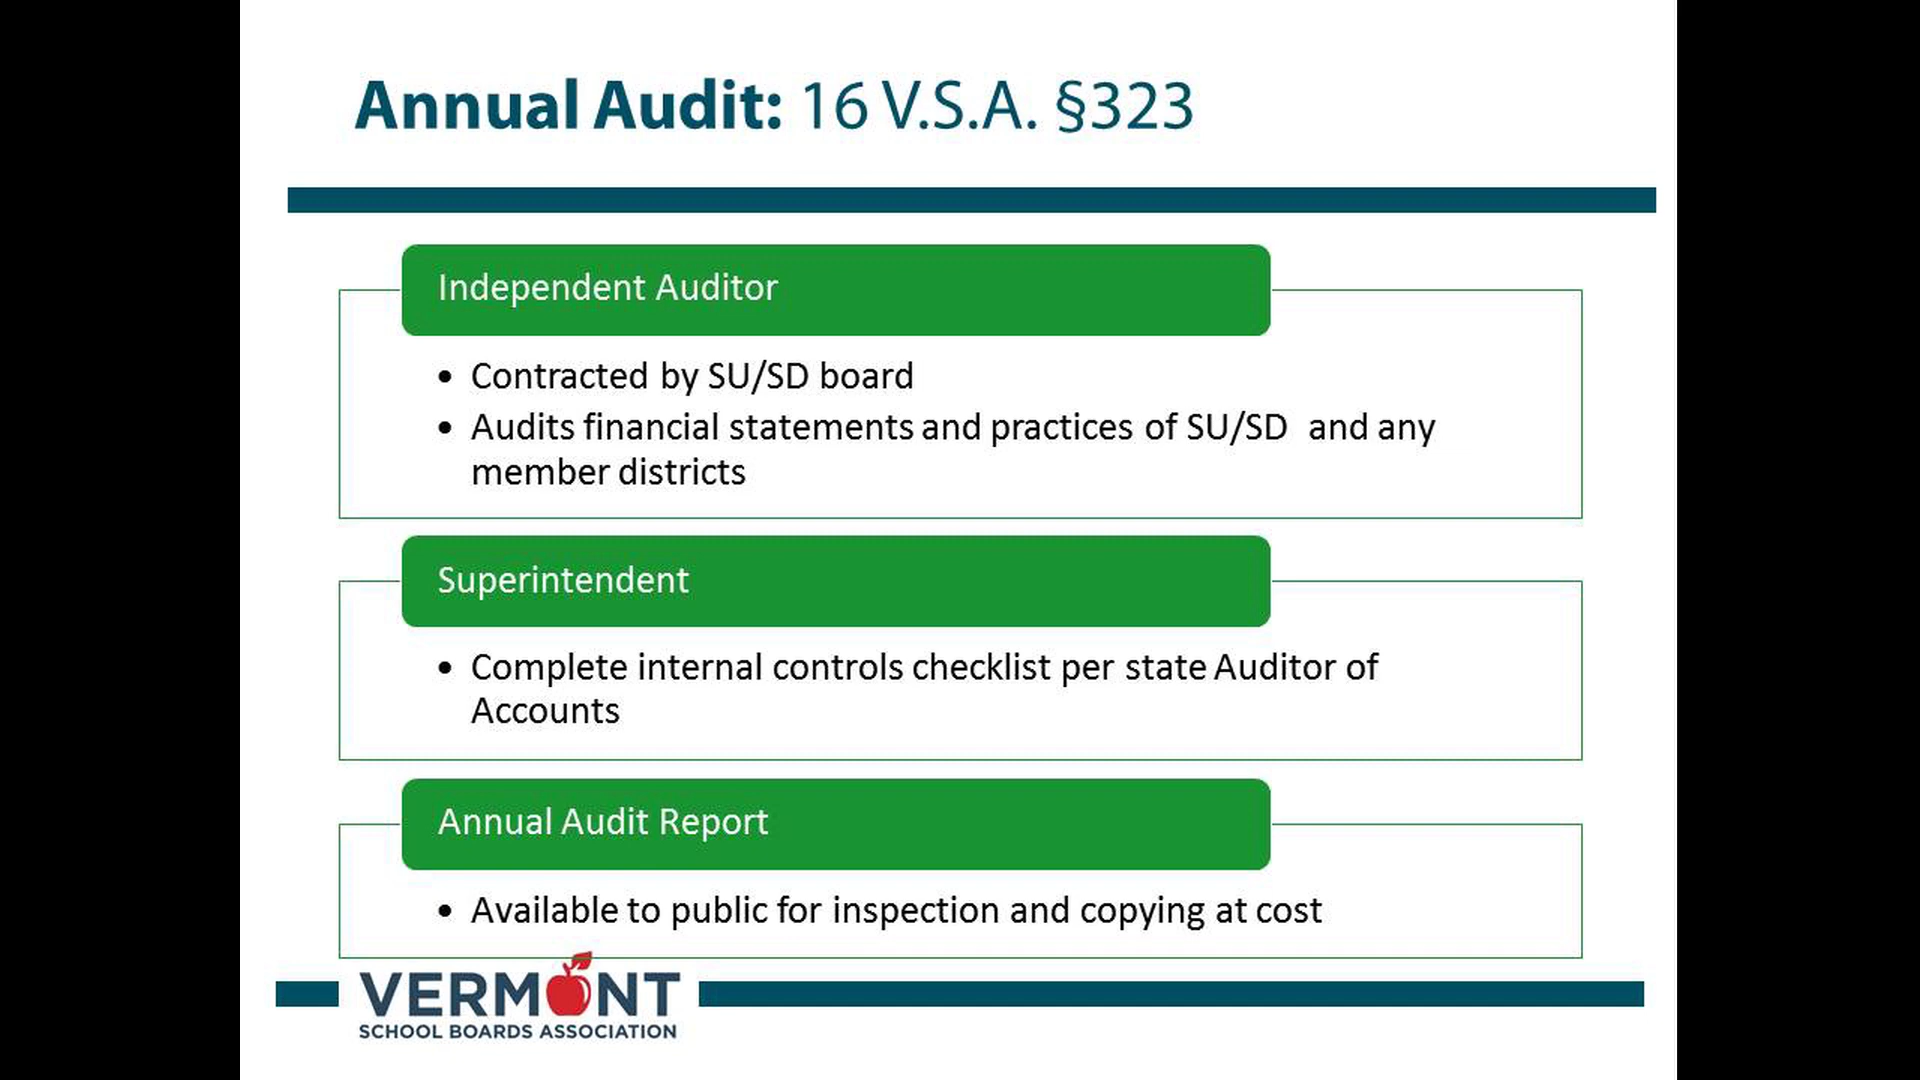 Annual Audit: 16 V.S.A. §323
Independent Auditor
• Contracted by SU/SD board
• Audits financial statements and practices of SU/SD and any
member districts
Superintendent
• Complete internal controls checklist per state Auditor of
Accounts
Annual Audit Report
• Available to public for inspection and copying at cost
VERMONT
SCHOOL BOARDS ASSOCIATION